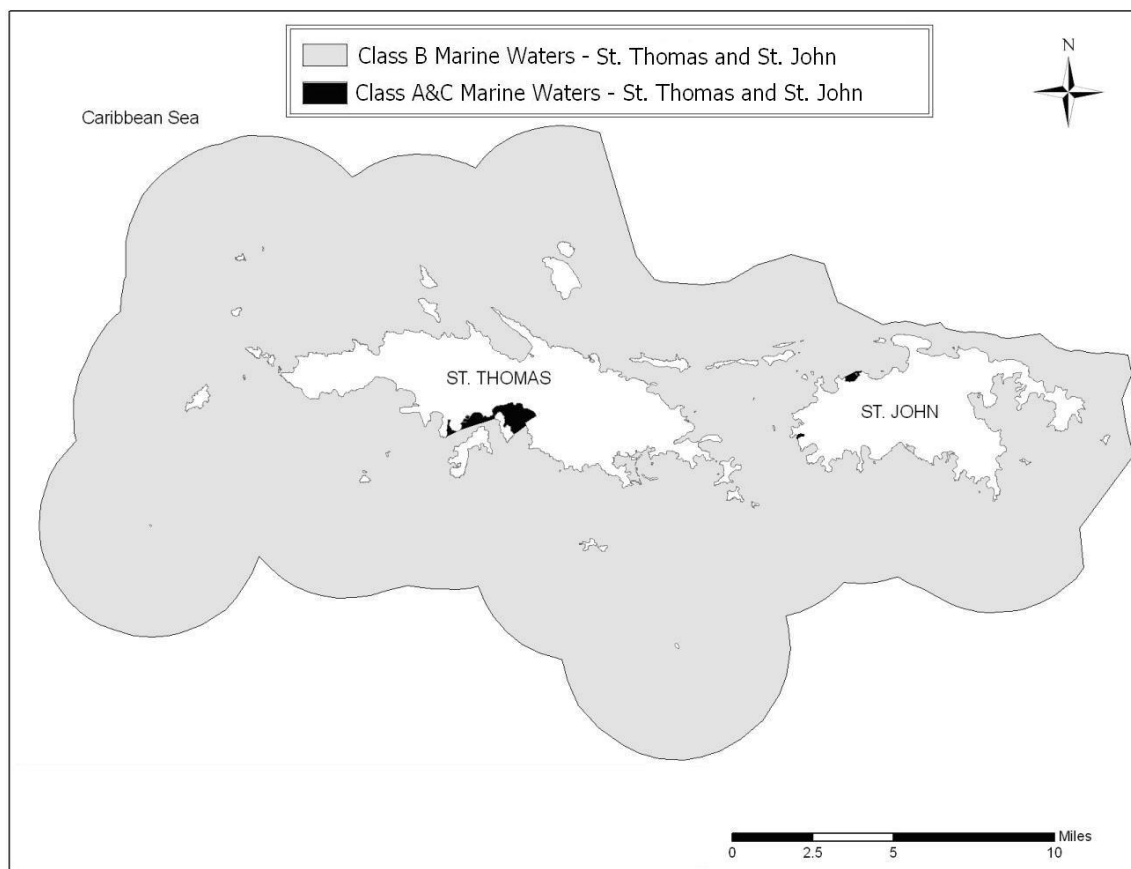 Class B Marine Waters - St. Thomas and St. John
Class A&C Marine Waters - St. Thomas and St. John
N
Caribbean Sea
ST. THOMAS
ST. JOHN
Miles
0 2.5 5 10